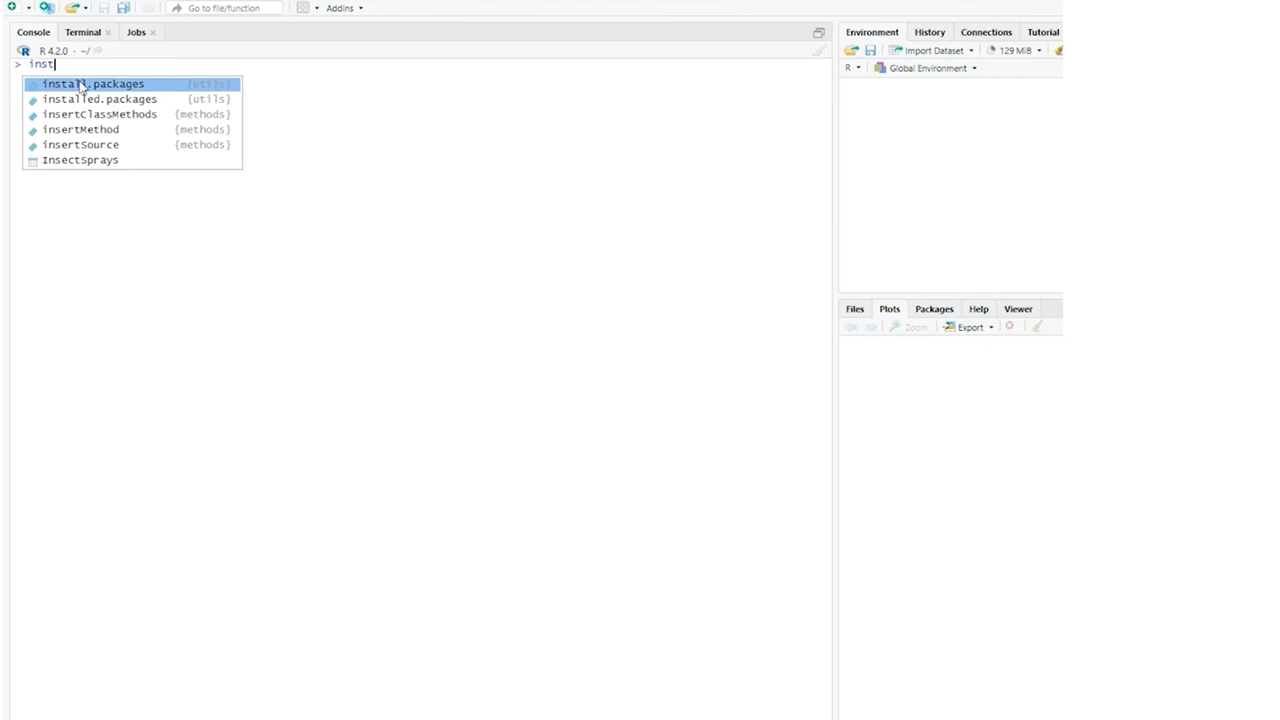 Go to file/function Addins
Console Terminal Jobs
R 4.2.0 · ~/
> inst
install.packages {utils}
installed.packages {utils}
insertClassMethods {methods}
insertMethod {methods}
insertSource {methods}
InsectSprays
Environment History Connections Tutorial
Import Dataset 129 MiB
R Global Environment
Files Plots Packages Help Viewer
Zoom Export